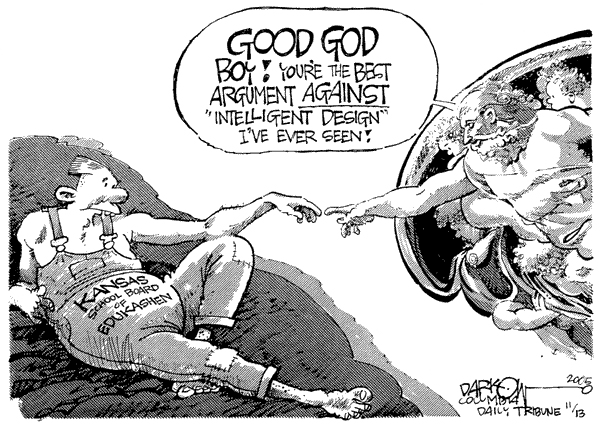 GOOD GOD
BOY! YOU'RE THE BEST
ARGUMENT AGAINST
"INTELLIGENT DESIGN"
I'VE EVER SEEN!
KANSAS
SCHOOL BOARD
OF
EDUKASHEN
DARKOW 2005
COLUMBIA
DAILY TRIBUNE 11/13